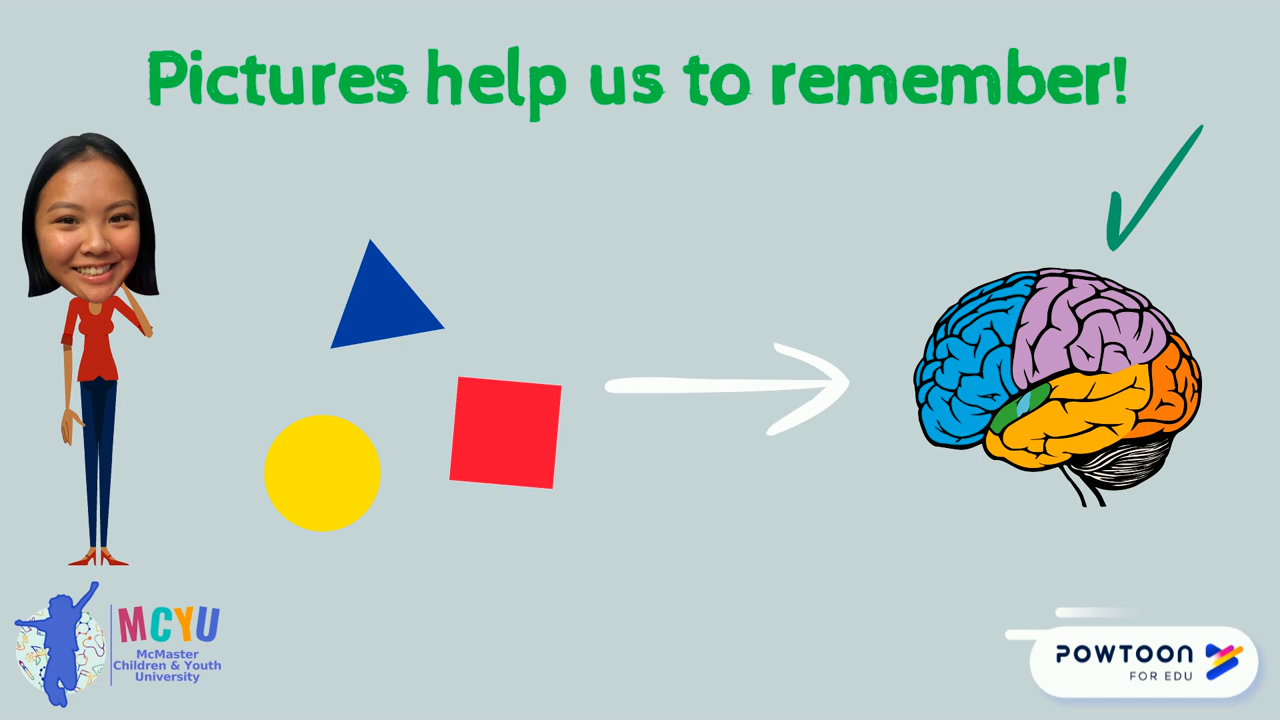 Pictures help us to remember!
MCYU
McMaster
Children & Youth
University
POWTOON
FOR EDU